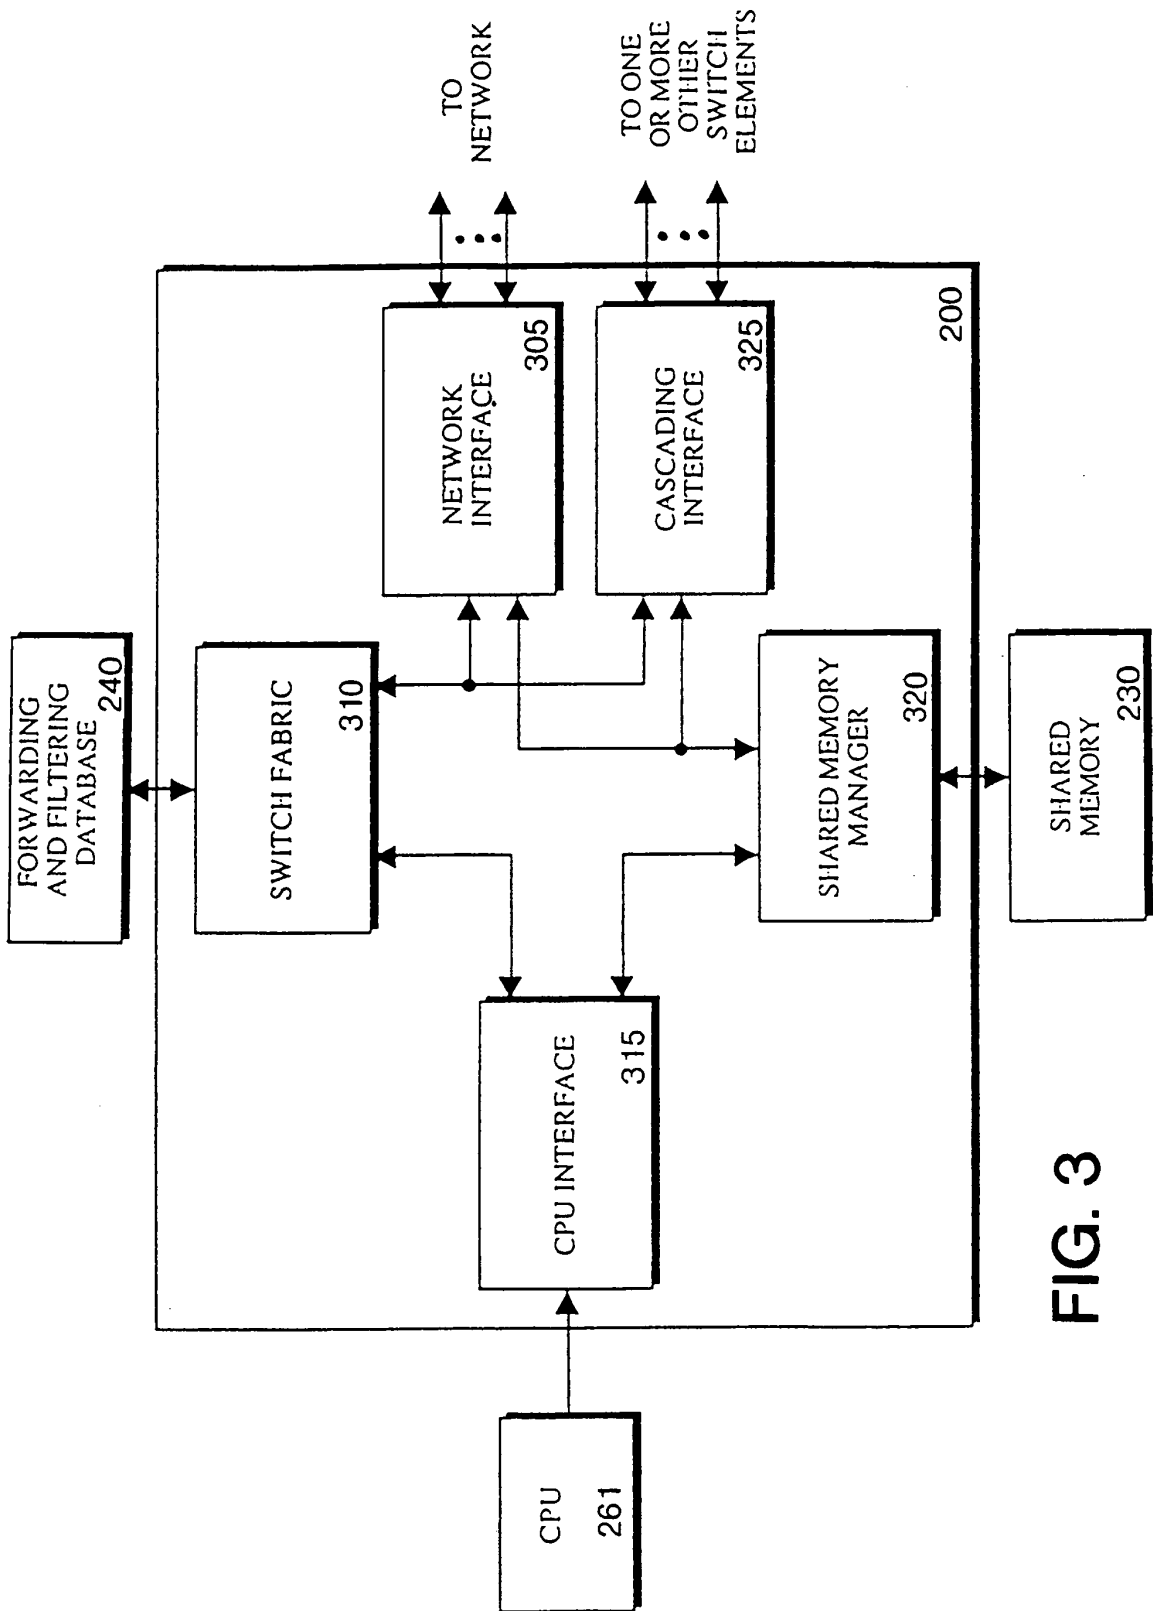 FORWARDING
AND FILTERING
DATABASE
240
SWITCH FABRIC
310
CPU
261
CPU INTERFACE
315
NETWORK
INTERFACE
305
TO
NETWORK
CASCADING
INTERFACE
325
TO ONE
OR MORE
OTHER
SWITCH
ELEMENTS
SHARED MEMORY
MANAGER
320
200
SHARED
MEMORY
230
FIG. 3